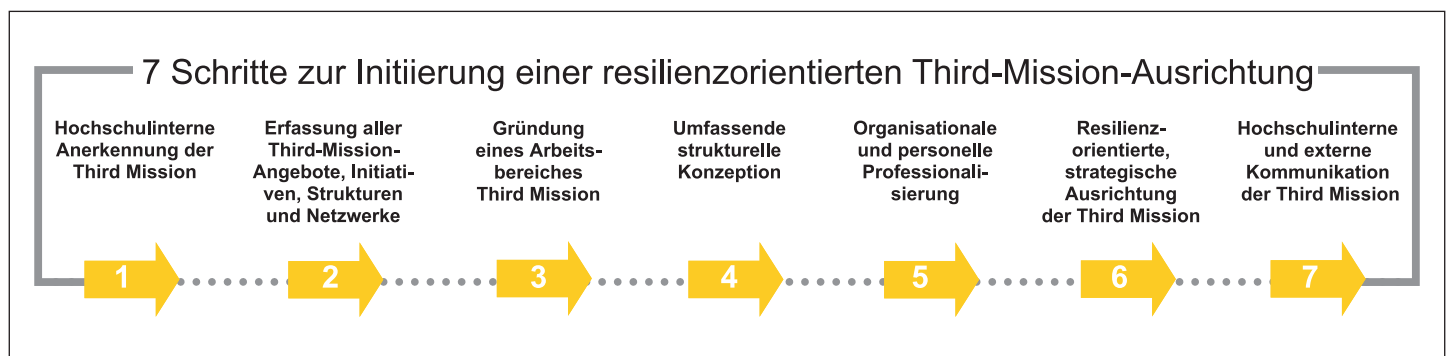 7 Schritte zur Initiierung einer resilienzorientierten Third-Mission-Ausrichtung
Hochschulinterne
Anerkennung der
Third Mission
Erfassung aller
Third-Mission-
Angebote, Initiati-
ven, Strukturen
und Netzwerke
Gründung
eines Arbeits-
bereiches
Third Mission
Umfassende
strukturelle
Konzeption
Organisationale
und personelle
Professionali-
sierung
Resilienz-
orientierte,
strategische
Ausrichtung
der Third Mission
Hochschulinterne
und externe
Kommunikation
der Third Mission
1
2
3
4
5
6
7